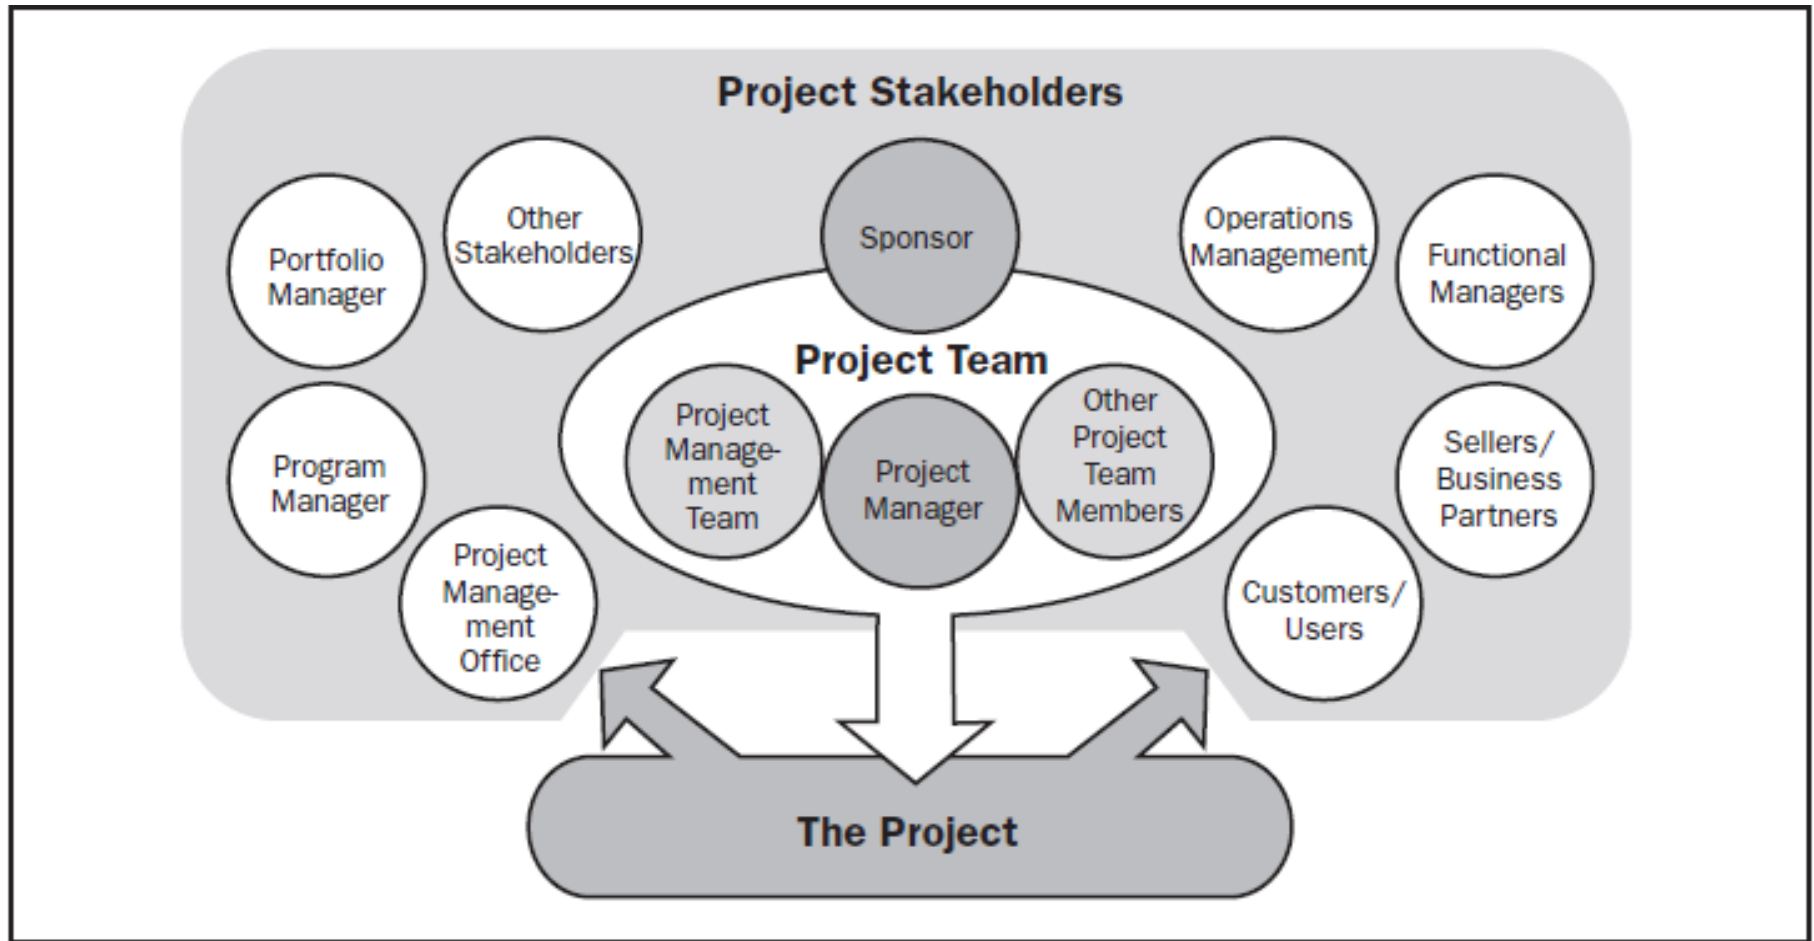 Project Stakeholders
Other
Stakeholders
Portfolio
Manager
Sponsor
Operations
Management
Functional
Managers
Project Team
Program
Manager
Project
Manage-
ment
Team
Project
Manager
Other
Project
Team
Members
Sellers/
Business
Partners
Project
Manage-
ment
Office
Customers/
Users
The Project